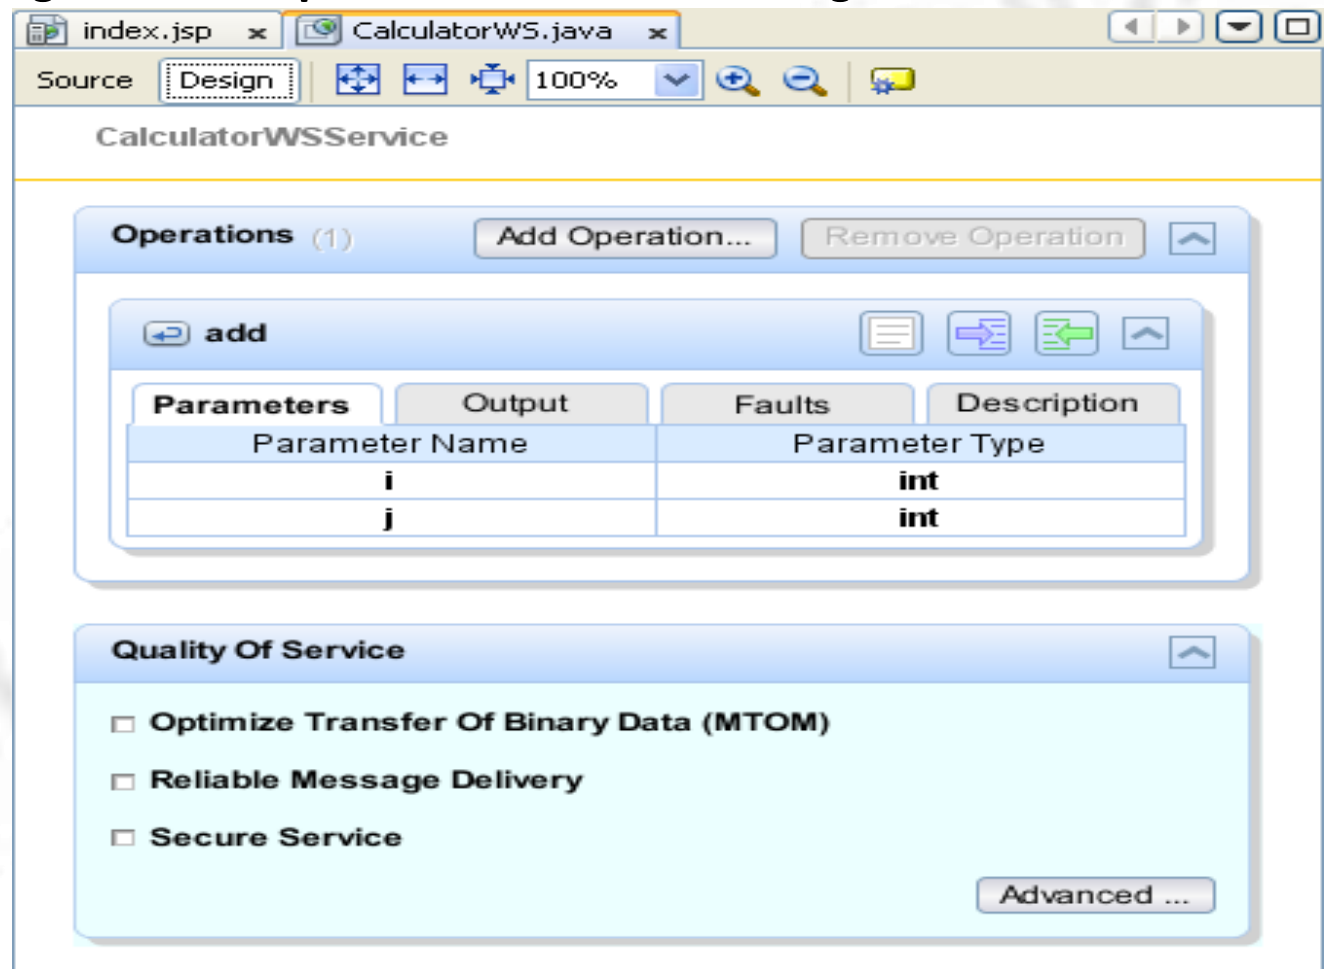 index.jsp x CalculatorWS.java x
Source Design 100%
CalculatorWSService
Operations (1) Add Operation... Remove Operation
add
Parameters Output Faults Description
Parameter Name Parameter Type
i int
j int
Quality Of Service
Optimize Transfer Of Binary Data (MTOM)
Reliable Message Delivery
Secure Service
Advanced ...